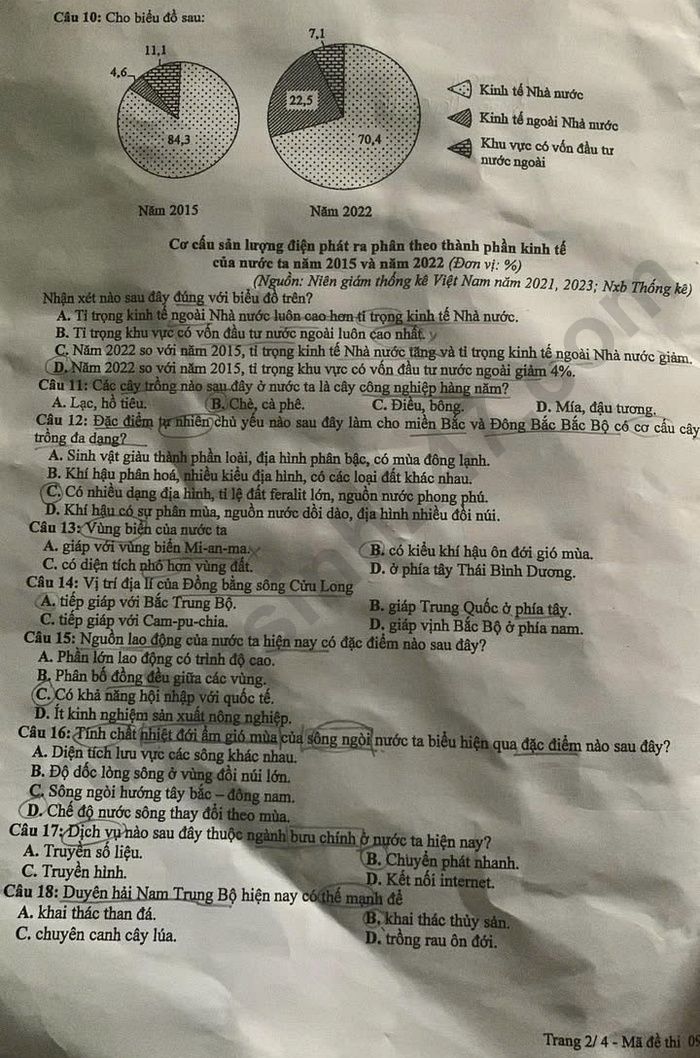 Câu 10: Cho biểu đồ sau:
11,1
4,6
84,3
Năm 2015
7,1
22,5
70,4
Năm 2022
Kinh tế Nhà nước
Kinh tế ngoài Nhà nước
Khu vực có vốn đầu tư
nước ngoài
Cơ cấu sản lượng điện phát ra phân theo thành phần kinh tế
của nước ta năm 2015 và năm 2022 (Đơn vị: %)
(Nguồn: Niên giám thống kê Việt Nam năm 2021, 2023; Nxb Thống kê)
Nhận xét nào sau đây đúng với biểu đồ trên?
A. Tỉ trọng kinh tế ngoài Nhà nước luôn cao hơn tỉ trọng kinh tế Nhà nước.
B. Tỉ trọng khu vực có vốn đầu tư nước ngoài luôn cao nhất.
C. Năm 2022 so với năm 2015, tỉ trọng kinh tế Nhà nước tăng và tỉ trọng kinh tế ngoài Nhà nước giảm.
D. Năm 2022 so với năm 2015, tỉ trọng khu vực có vốn đầu tư nước ngoài giảm 4%.
Câu 11: Các cây trồng nào sau đây ở nước ta là cây công nghiệp hàng năm?
A. Lạc, hồ tiêu. B. Chè, cà phê. C. Điều, bông. D. Mía, đậu tương.
Câu 12: Đặc điểm tự nhiên chủ yếu nào sau đây làm cho miền Bắc và Đông Bắc Bắc Bộ có cơ cấu cây
trồng đa dạng?
A. Sinh vật giàu thành phần loài, địa hình phân bậc, có mùa đông lạnh.
B. Khí hậu phân hoá, nhiều kiểu địa hình, có các loại đất khác nhau.
C. Có nhiều dạng địa hình, tỉ lệ đất feralit lớn, nguồn nước phong phú.
D. Khí hậu có sự phân mùa, nguồn nước dồi dào, địa hình nhiều đồi núi.
Câu 13: Vùng biển của nước ta
A. giáp với vùng biển Mi-an-ma. B. có kiểu khí hậu ôn đới gió mùa.
C. có diện tích nhỏ hơn vùng đất. D. ở phía tây Thái Bình Dương.
Câu 14: Vị trí địa lí của Đồng bằng sông Cửu Long
A. tiếp giáp với Bắc Trung Bộ. B. giáp Trung Quốc ở phía tây.
C. tiếp giáp với Cam-pu-chia. D. giáp vịnh Bắc Bộ ở phía nam.
Câu 15: Nguồn lao động của nước ta hiện nay có đặc điểm nào sau đây?
A. Phần lớn lao động có trình độ cao.
B. Phân bố đồng đều giữa các vùng.
C. Có khả năng hội nhập với quốc tế.
D. Ít kinh nghiệm sản xuất nông nghiệp.
Câu 16: Tính chất nhiệt đới ẩm gió mùa của sông ngòi nước ta biểu hiện qua đặc điểm nào sau đây?
A. Diện tích lưu vực các sông khác nhau.
B. Độ dốc lòng sông ở vùng đồi núi lớn.
C. Sông ngòi hướng tây bắc – đông nam.
D. Chế độ nước sông thay đổi theo mùa.
Câu 17: Dịch vụ nào sau đây thuộc ngành bưu chính ở nước ta hiện nay?
A. Truyền số liệu. B. Chuyển phát nhanh.
C. Truyền hình. D. Kết nối internet.
Câu 18: Duyên hải Nam Trung Bộ hiện nay có thế mạnh để
A. khai thác than đá. B. khai thác thủy sản.
C. chuyên canh cây lúa. D. trồng rau ôn đới.
Trang 2/ 4 - Mã đề thi